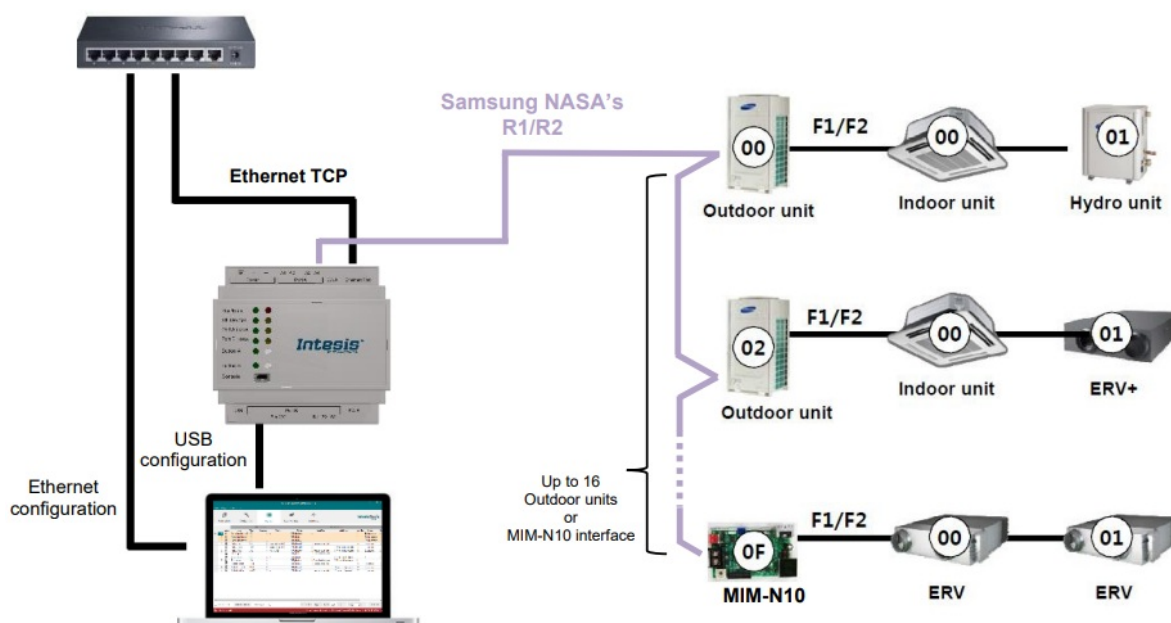 Samsung NASA's
R1/R2
Ethernet TCP
00
F1/F2
00
01
Outdoor unit
Indoor unit
Hydro unit
Intesis
02
F1/F2
00
01
Outdoor unit
Indoor unit
ERV+
USB
configuration
Ethernet
configuration
Up to 16
Outdoor units
or
MIM-N10 interface
0F
F1/F2
00
01
MIM-N10
ERV
ERV